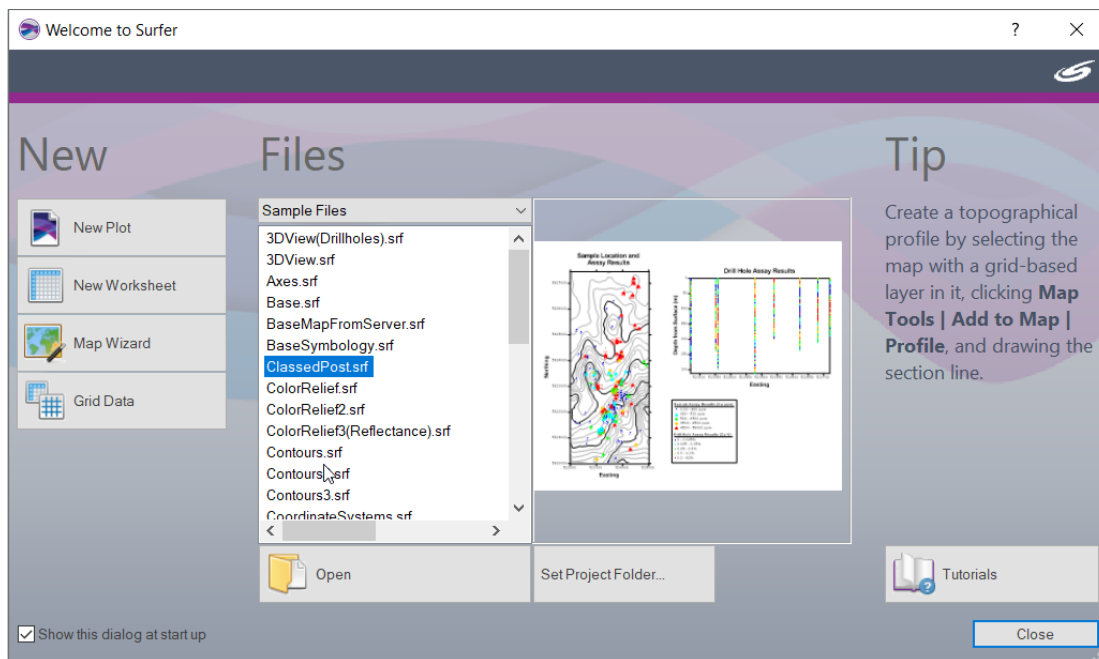 Welcome to Surfer
?
New
Files
Tip
New Plot
New Worksheet
Map Wizard
Grid Data
Sample Files
3DView(Drillholes).srf
3DView.srf
Axes.srf
Base.srf
BaseMapFromServer.srf
BaseSymbology.srf
ClassedPost.srf
ColorRelief.srf
ColorRelief2.srf
ColorRelief3(Reflectance).srf
Contours.srf
Contours3.srf
CoordinateSystems.srf
Sample Location and
Assay Results
Northing
Easting
Drill Hole Assay Results
Depth from Surface (m)
Easting
Create a topographical
profile by selecting the
map with a grid-based
layer in it, clicking Map
Tools | Add to Map |
Profile, and drawing the
section line.
Open
Set Project Folder...
Tutorials
Show this dialog at start up
Close